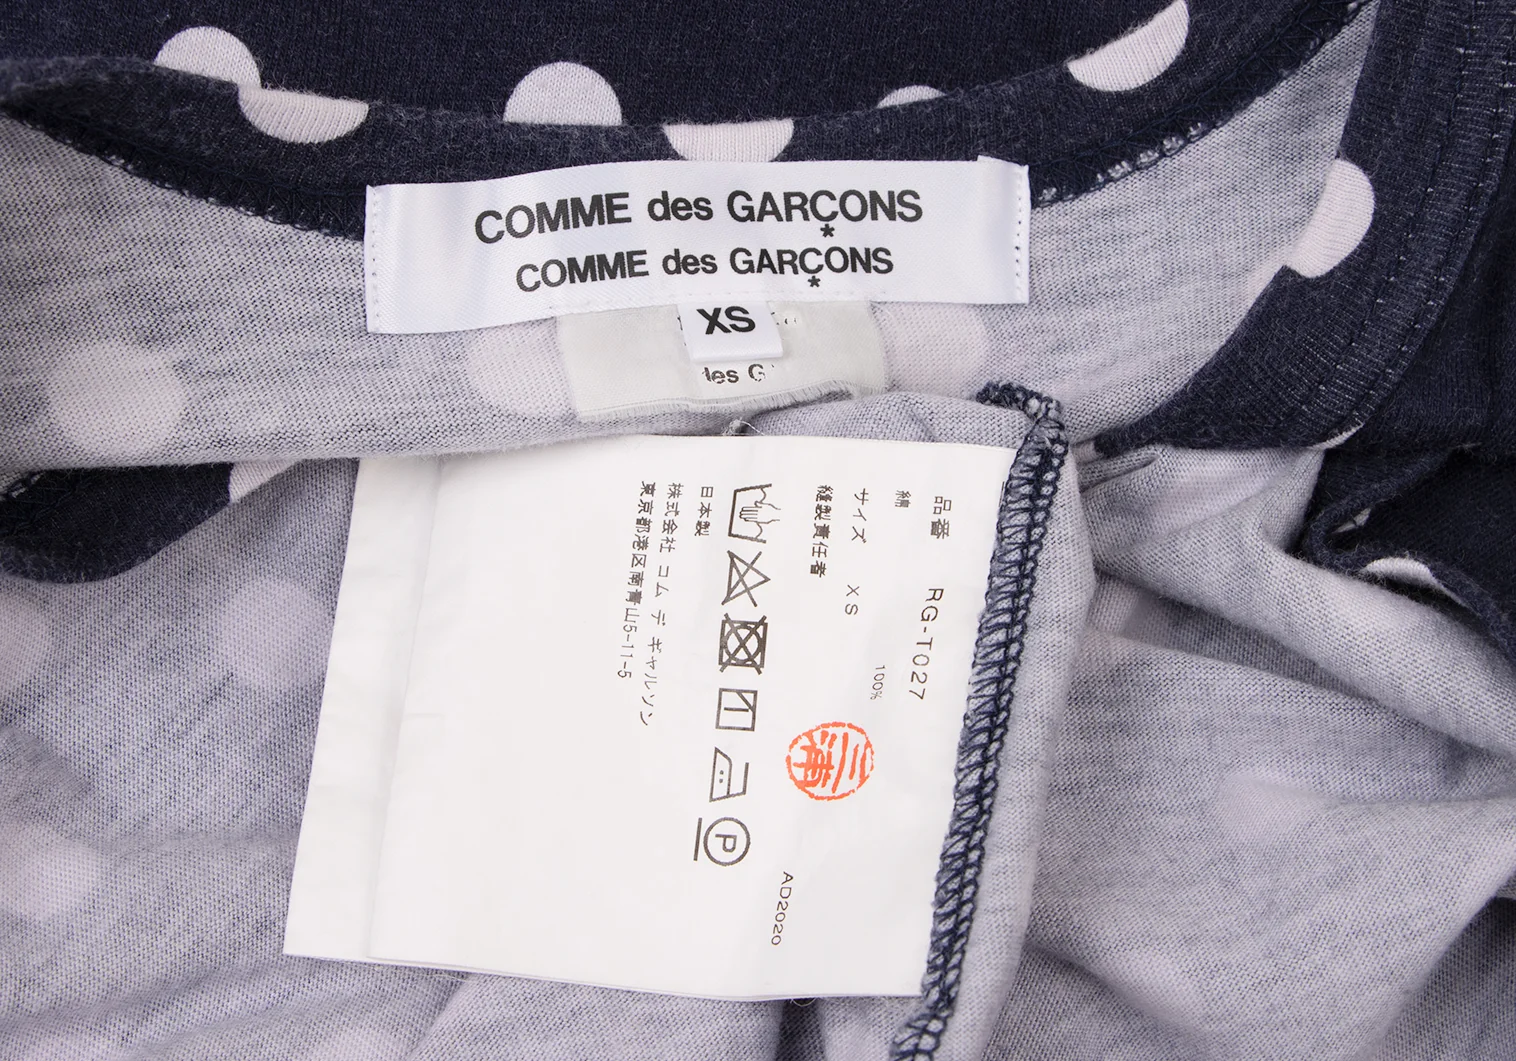 COMME des GARÇONS
*
COMME des GARÇONS
*
XS
des G
品番 RG-T027
綿 100%
サイズ XS
縫製責任者 三浦
AD2020
P
日本製
株式会社 コム デ ギャルソン
東京都港区南青山5-11-5